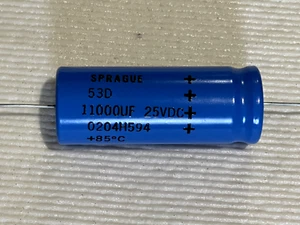 SPRAGUE +
53D +
11000UF 25VDC +
0204H594 +
+85°C